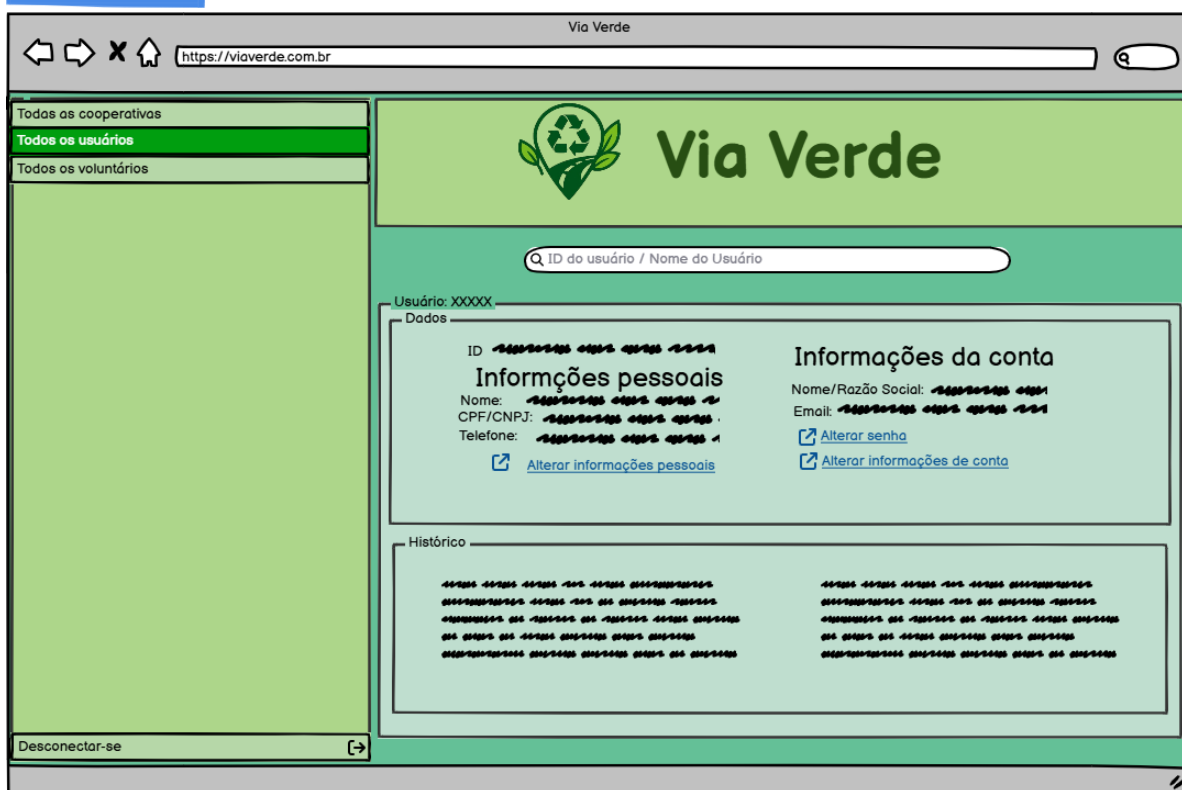 Via Verde
https://viaverde.com.br
Todas as cooperativas
Todos os usuários
Todos os voluntários
Desconectar-se
Via Verde
ID do usuário / Nome do Usuário
Usuário: XXXXX
Dados
ID
Informções pessoais
Nome:
CPF/CNPJ:
Telefone:
Alterar informações pessoais
Informações da conta
Nome/Razão Social:
Email:
Alterar senha
Alterar informações de conta
Histórico